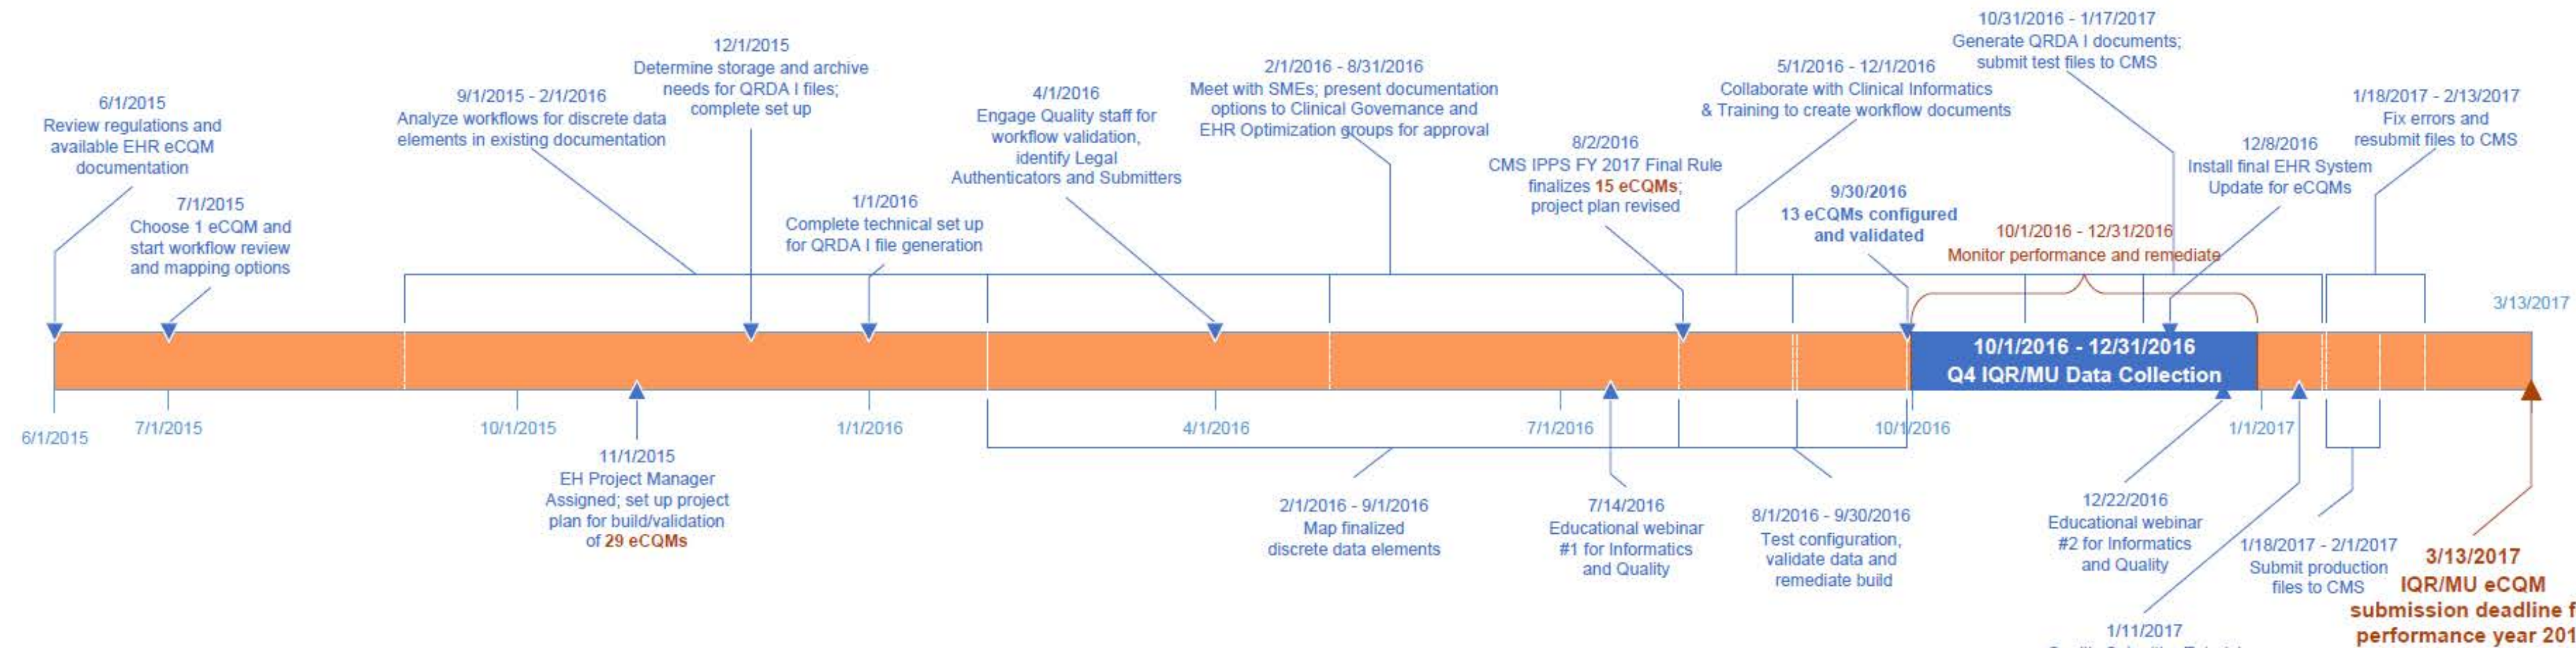 6/1/2015
Review regulations and
available EHR eCQM
documentation
7/1/2015
Choose 1 eCQM and
start workflow review
and mapping options
9/1/2015 - 2/1/2016
Analyze workflows for discrete data
elements in existing documentation
12/1/2015
Determine storage and archive
needs for QRDA I files;
complete set up
1/1/2016
Complete technical set up
for QRDA I file generation
4/1/2016
Engage Quality staff for
workflow validation,
identify Legal
Authenticators and Submitters
2/1/2016 - 8/31/2016
Meet with SMEs; present documentation
options to Clinical Governance and
EHR Optimization groups for approval
8/2/2016
CMS IPPS FY 2017 Final Rule
finalizes 15 eCQMs;
project plan revised
5/1/2016 - 12/1/2016
Collaborate with Clinical Informatics
& Training to create workflow documents
9/30/2016
13 eCQMs configured
and validated
10/31/2016 - 1/17/2017
Generate QRDA I documents;
submit test files to CMS
10/1/2016 - 12/31/2016
Monitor performance and remediate
12/8/2016
Install final EHR System
Update for eCQMs
1/18/2017 - 2/13/2017
Fix errors and
resubmit files to CMS
3/13/2017
10/1/2016 - 12/31/2016
Q4 IQR/MU Data Collection
6/1/2015
7/1/2015
10/1/2015
1/1/2016
4/1/2016
7/1/2016
10/1/2016
1/1/2017
11/1/2015
EH Project Manager
Assigned; set up project
plan for build/validation
of 29 eCQMs
2/1/2016 - 9/1/2016
Map finalized
discrete data elements
7/14/2016
Educational webinar
#1 for Informatics
and Quality
8/1/2016 - 9/30/2016
Test configuration,
validate data and
remediate build
12/22/2016
Educational webinar
#2 for Informatics
and Quality
1/11/2017
1/18/2017 - 2/1/2017
Submit production
files to CMS
3/13/2017
IQR/MU eCQM
submission deadline f
performance year 201